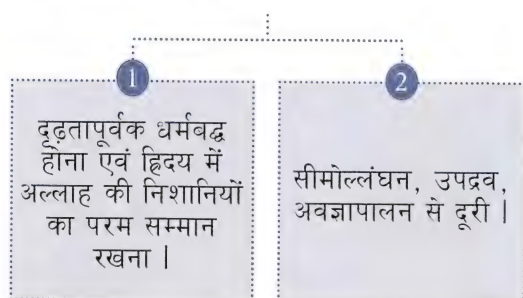 1
दृढ़तापूर्वक धर्मबद्ध
होना एवं ह्रिदय में
अल्लाह की निशानियों
का परम सम्मान
रखना |
2
सीमोल्लंघन, उपद्रव,
अवज्ञापालन से दूरी |